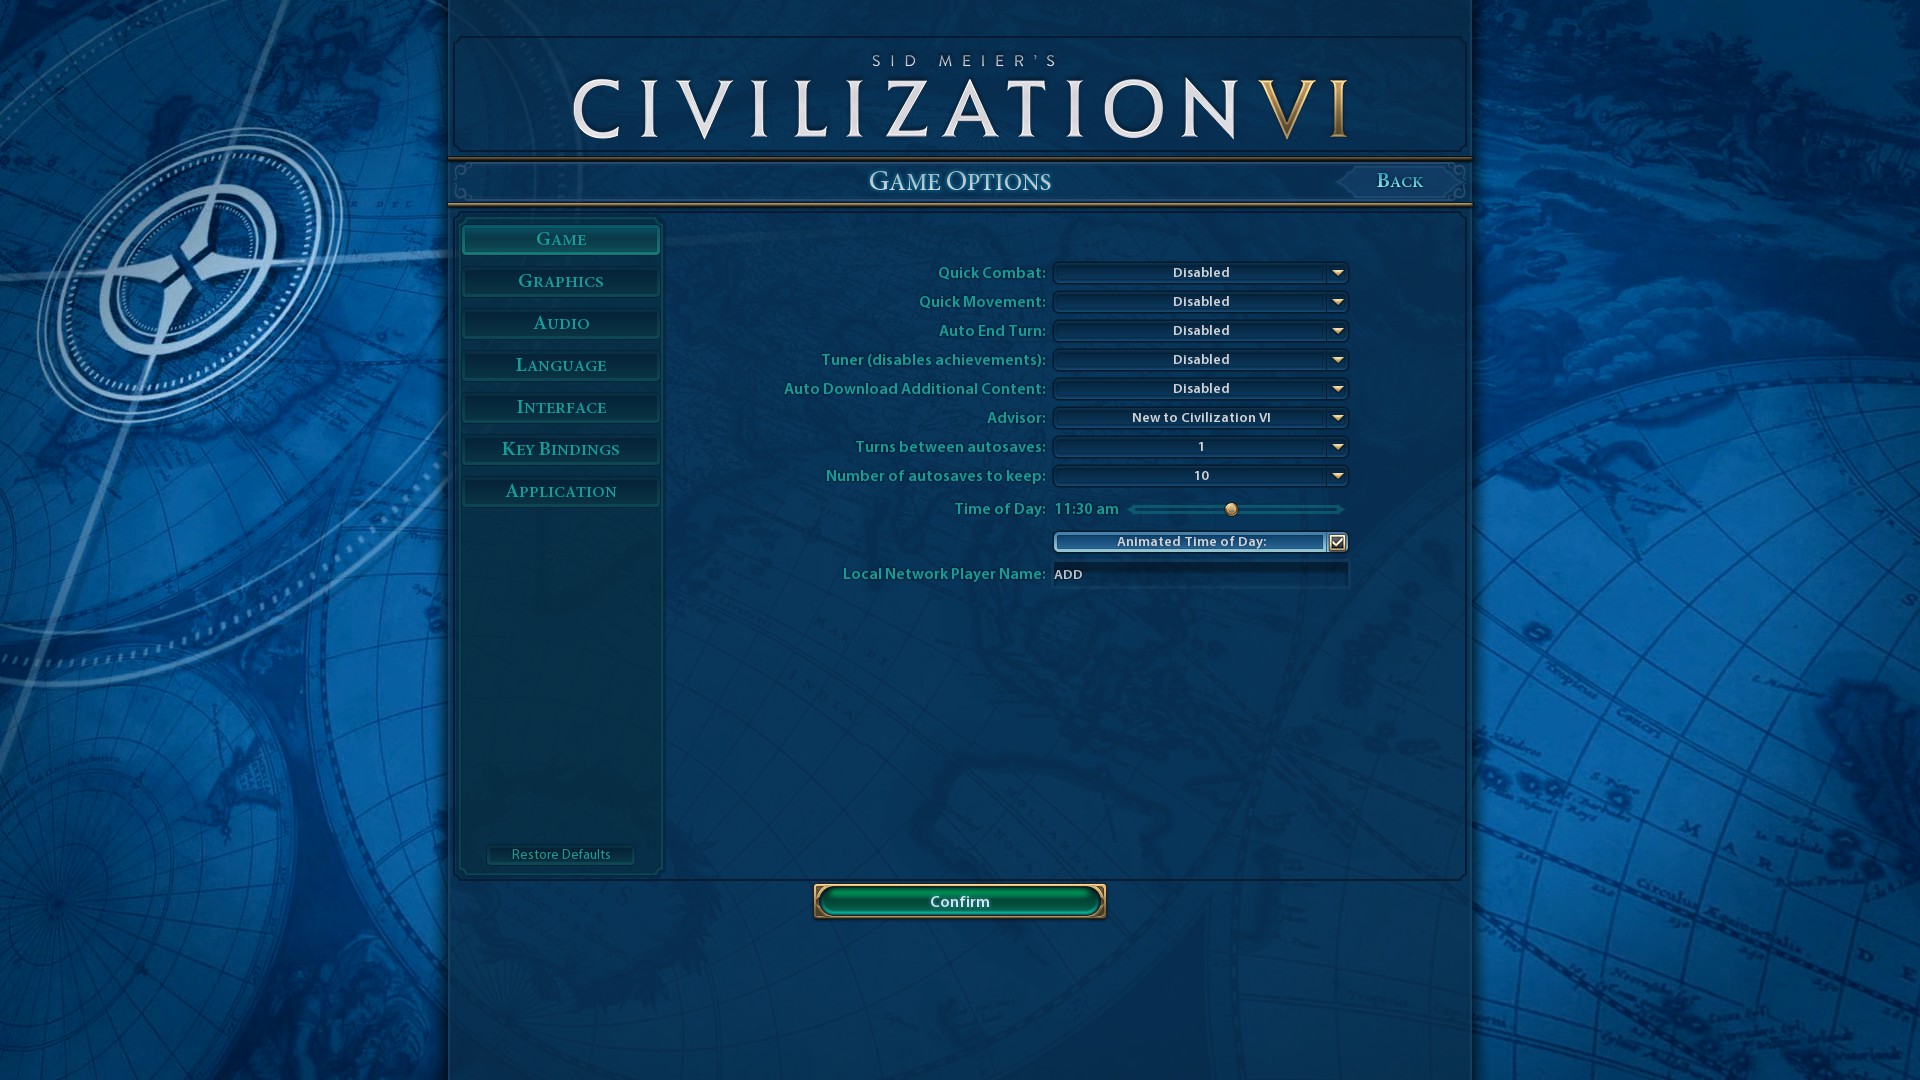 SID MEIER'S
CIVILIZATION VI
GAME OPTIONS
BACK
GAME
GRAPHICS
AUDIO
LANGUAGE
INTERFACE
KEY BINDINGS
APPLICATION
Restore Defaults
Quick Combat: Disabled
Quick Movement: Disabled
Auto End Turn: Disabled
Tuner (disables achievements): Disabled
Auto Download Additional Content: Disabled
Advisor: New to Civilization VI
Turns between autosaves: 1
Number of autosaves to keep: 10
Time of Day: 11:30 am
Animated Time of Day:
Local Network Player Name: ADD
Confirm